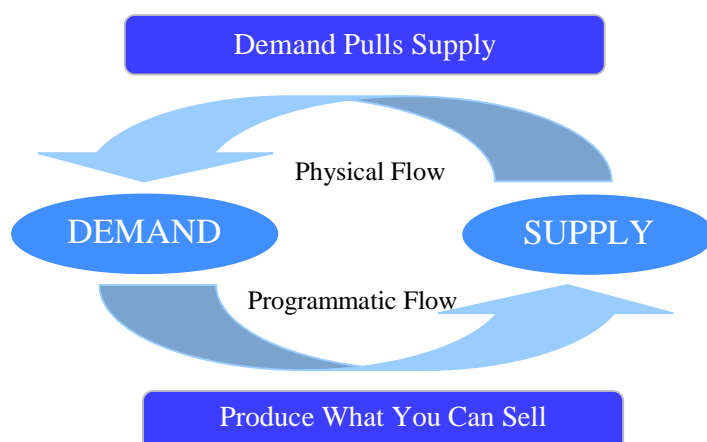 Demand Pulls Supply
Physical Flow
DEMAND
SUPPLY
Programmatic Flow
Produce What You Can Sell